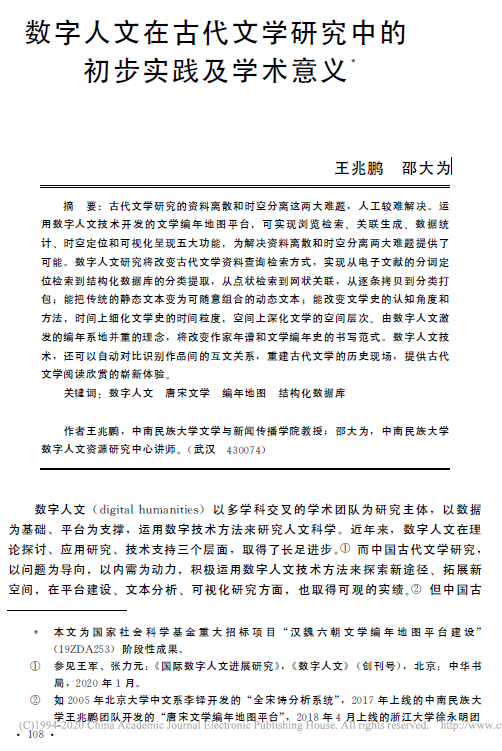 数字人文在古代文学研究中的
初步实践及学术意义*
王兆鹏 邵大为
摘 要：古代文学研究的资料离散和时空分离这两大难题，人工较难解决。运
用数字人文技术开发的文学编年地图平台，可实现浏览检索、关联生成、数据统
计、时空定位和可视化呈现五大功能，为解决资料离散和时空分离两大难题提供了
可能。数字人文研究将改变古代文学资料查询检索方式，实现从电子文献的分词定
位检索到结构化数据库的分类提取，从点状检索到网状关联，从逐条拷贝到分类打
包；能把传统的静态文本变为可随意组合的动态文本；能改变文学史的认知角度和
方法，时间上细化文学史的时间粒度，空间上深化文学的空间层次。由数字人文激
发的编年系地并重的理念，将改变作家年谱和文学编年史的书写范式。数字人文技
术，还可以自动对比识别作品间的互文关系，重建古代文学的历史现场，提供古代
文学阅读欣赏的崭新体验。
关键词：数字人文 唐宋文学 编年地图 结构化数据库
作者王兆鹏，中南民族大学文学与新闻传播学院教授；邵大为，中南民族大学
数字人文资源研究中心讲师。（武汉 430074）
数字人文（digital humanities）以多学科交叉的学术团队为研究主体，以数据
为基础、平台为支撑，运用数字技术方法来研究人文科学。近年来，数字人文在理
论探讨、应用研究、技术支持三个层面，取得了长足进步。① 而中国古代文学研究，
以问题为导向，以内需为动力，积极运用数字人文技术方法来探索新途径、拓展新
空间，在平台建设、文本分析、可视化研究方面，也取得可观的实绩。② 但中国古
* 本文为国家社会科学基金重大招标项目“汉魏六朝文学编年地图平台建设”
（19ZDA253）阶段性成果。
① 参见王军、张力元：《国际数字人文进展研究》，《数字人文》（创刊号），北京：中华书
局，2020 年 1 月。
② 如 2005 年北京大学中文系李铎开发的“全宋诗分析系统”，2017 年上线的中南民族大
学王兆鹏团队开发的“唐宋文学编年地图平台”，2018 年 4 月上线的浙江大学徐永明团
(C)1994-2020 China Academic Journal Electronic Publishing House. All rights reserved. http://www.c
· 108 ·